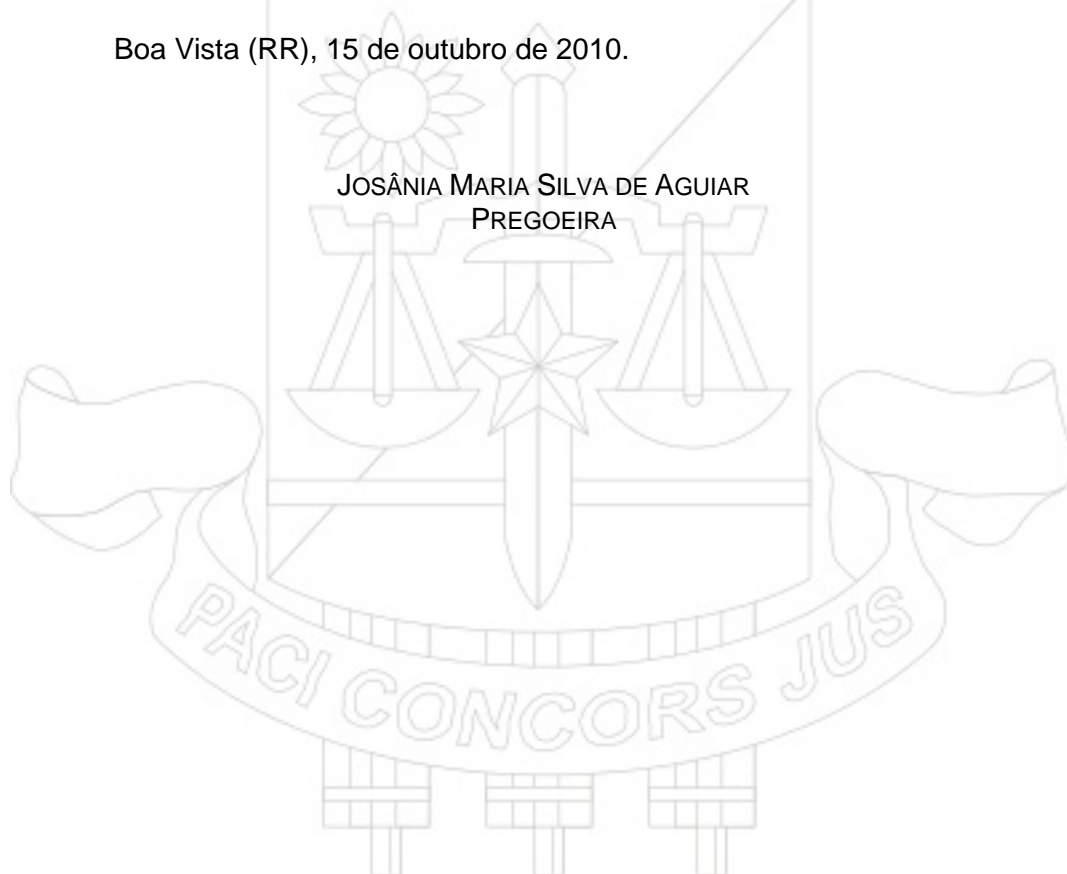 Boa Vista (RR), 15 de outubro de 2010.
JOSÂNIA MARIA SILVA DE AGUIAR
PREGOEIRA
PACI CONCORS JUS